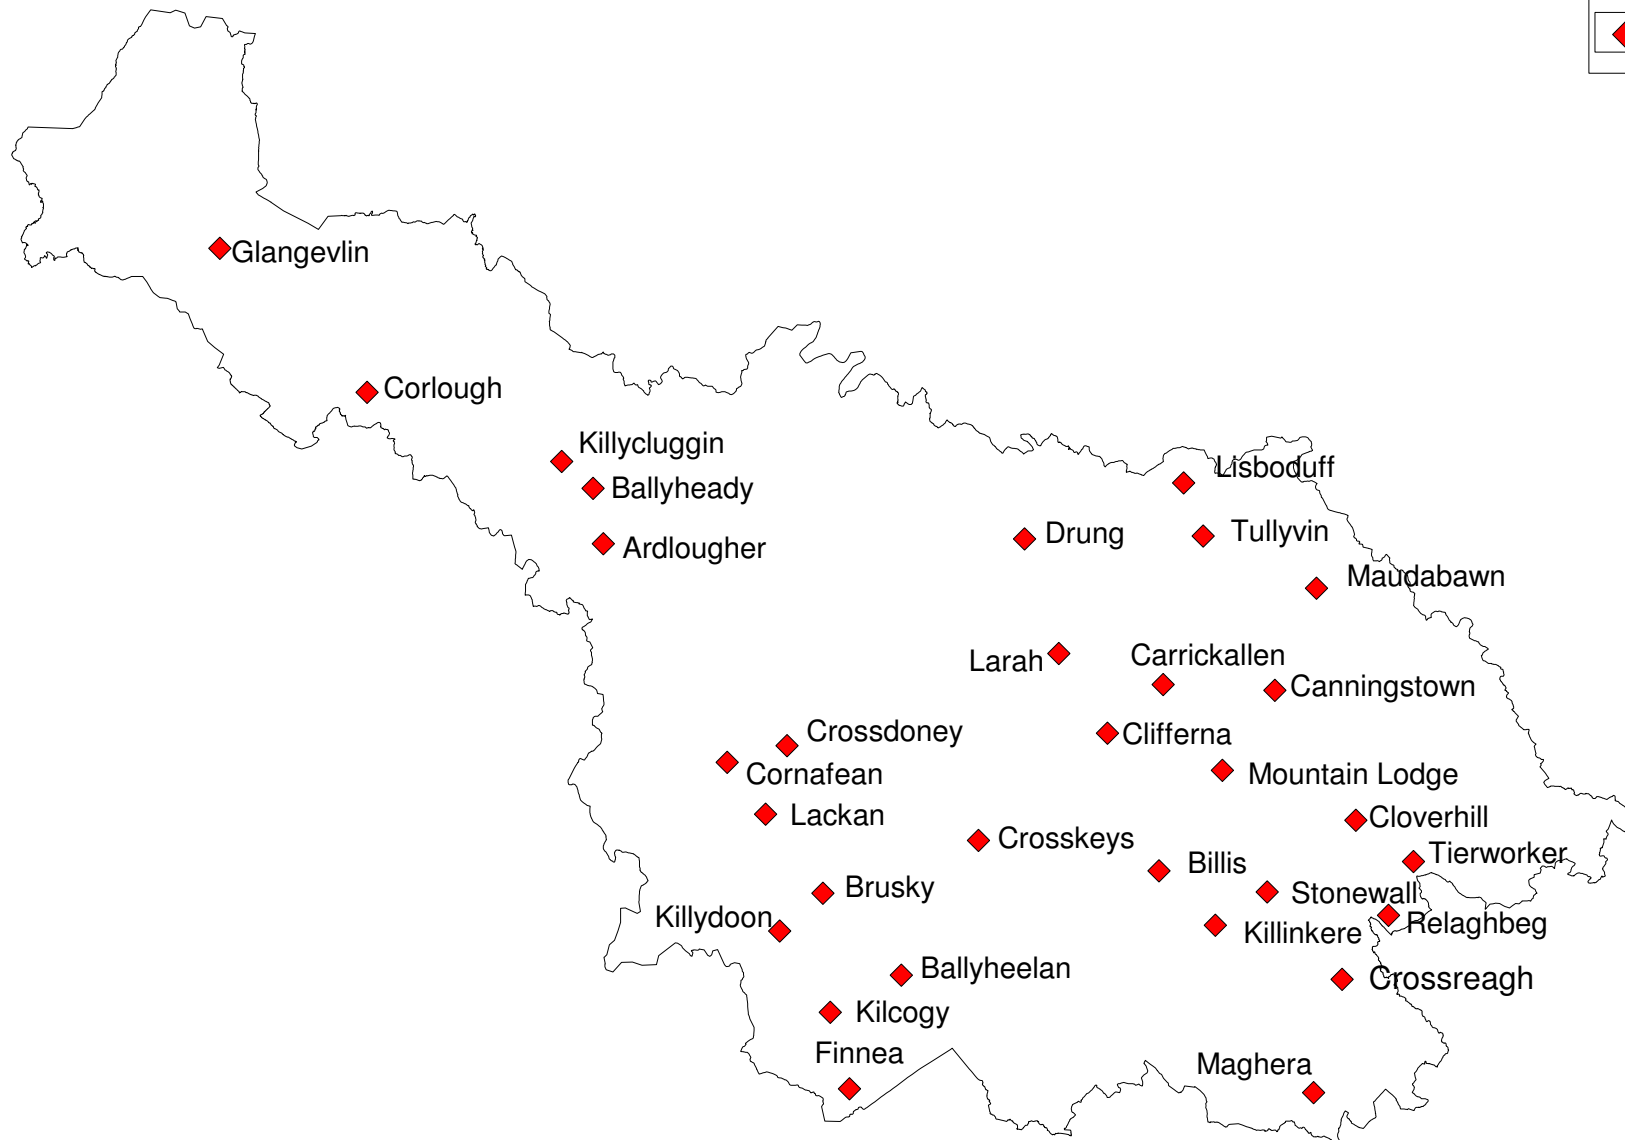 Glangevlin
Corlough
Killycluggin
Ballyheady
Ardlougher
Lisboduff
Drung
Tullyvin
Maudabawn
Larah
Carrickallen
Canningstown
Crossdoney
Clifferna
Cornafean
Mountain Lodge
Lackan
Cloverhill
Crosskeys
Tierworker
Billis
Brusky
Stonewall
Killydoon
Relaghbeg
Killinkere
Ballyheelan
Crossreagh
Kilcogy
Finnea
Maghera